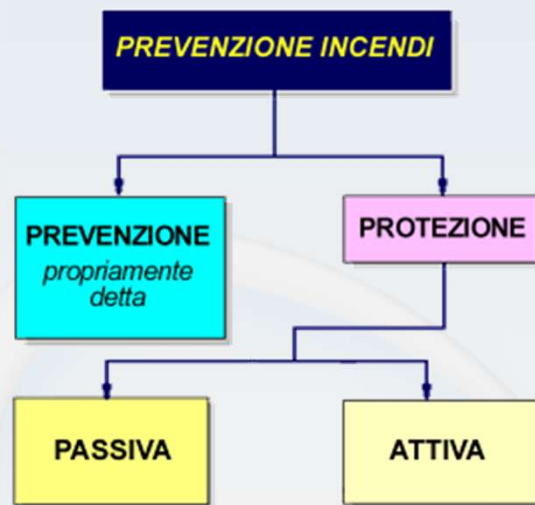 PREVENZIONE INCENDI
PREVENZIONE
propriamente
detta
PROTEZIONE
PASSIVA
ATTIVA